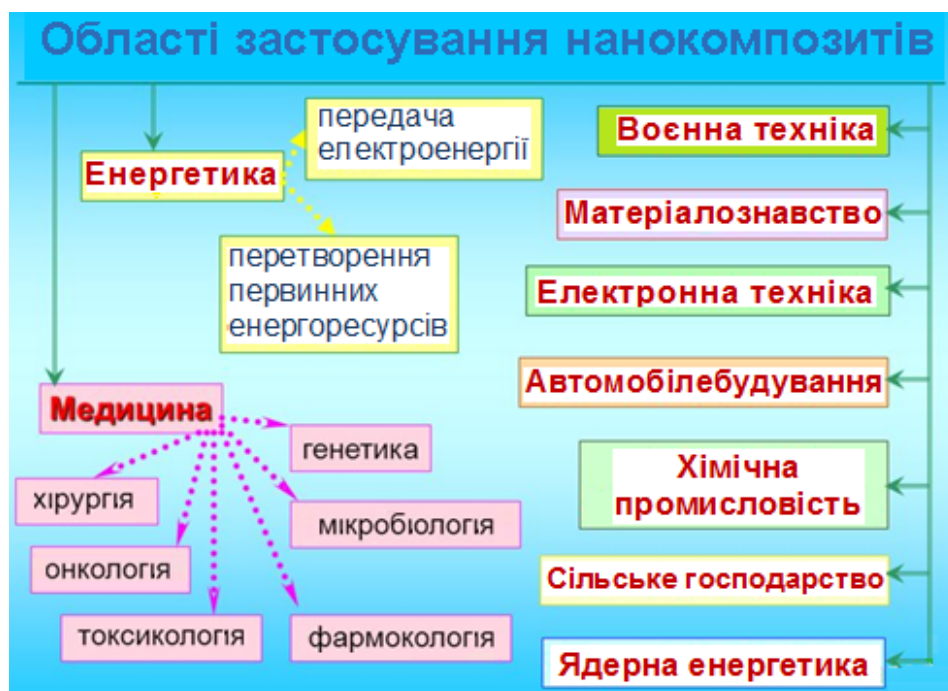 Області застосування нанокомпозитів
Енергетика
передача
електроенергії
перетворення
первинних
енергоресурсів
Медицина
генетика
хірургія
мікробіологія
онкологія
токсикологія
фармокологія
Воєнна техніка
Матеріалознавство
Електронна техніка
Автомобілебудування
Хімічна
промисловість
Сільське господарство
Ядерна енергетика